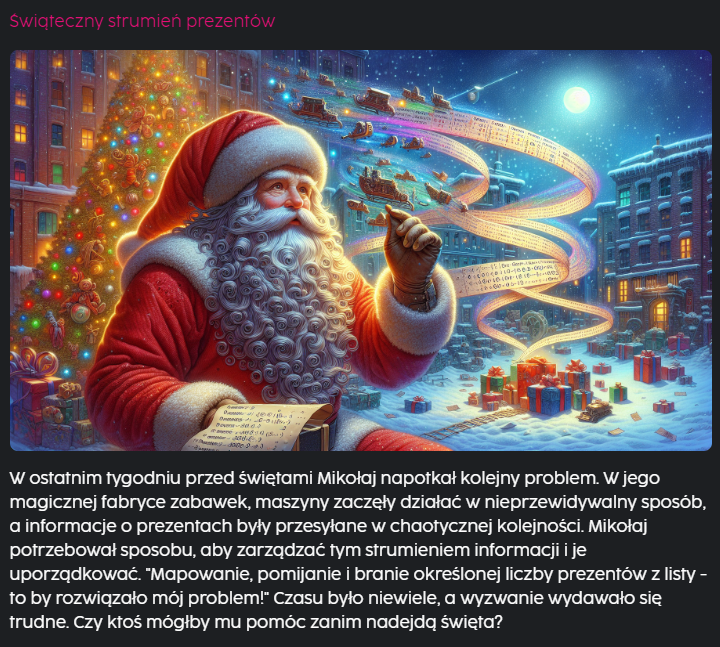 Świąteczny strumień prezentów
W ostatnim tygodniu przed świętami Mikołaj napotkał kolejny problem. W jego
magicznej fabryce zabawek, maszyny zaczęły działać w nieprzewidywalny sposób,
a informacje o prezentach były przesyłane w chaotycznej kolejności. Mikołaj
potrzebował sposobu, aby zarządzać tym strumieniem informacji i je
uporządkować. "Mapowanie, pomijanie i branie określonej liczby prezentów z listy -
to by rozwiązało mój problem!" Czasu było niewiele, a wyzwanie wydawało się
trudne. Czy ktoś mógłby mu pomóc zanim nadejdą święta?